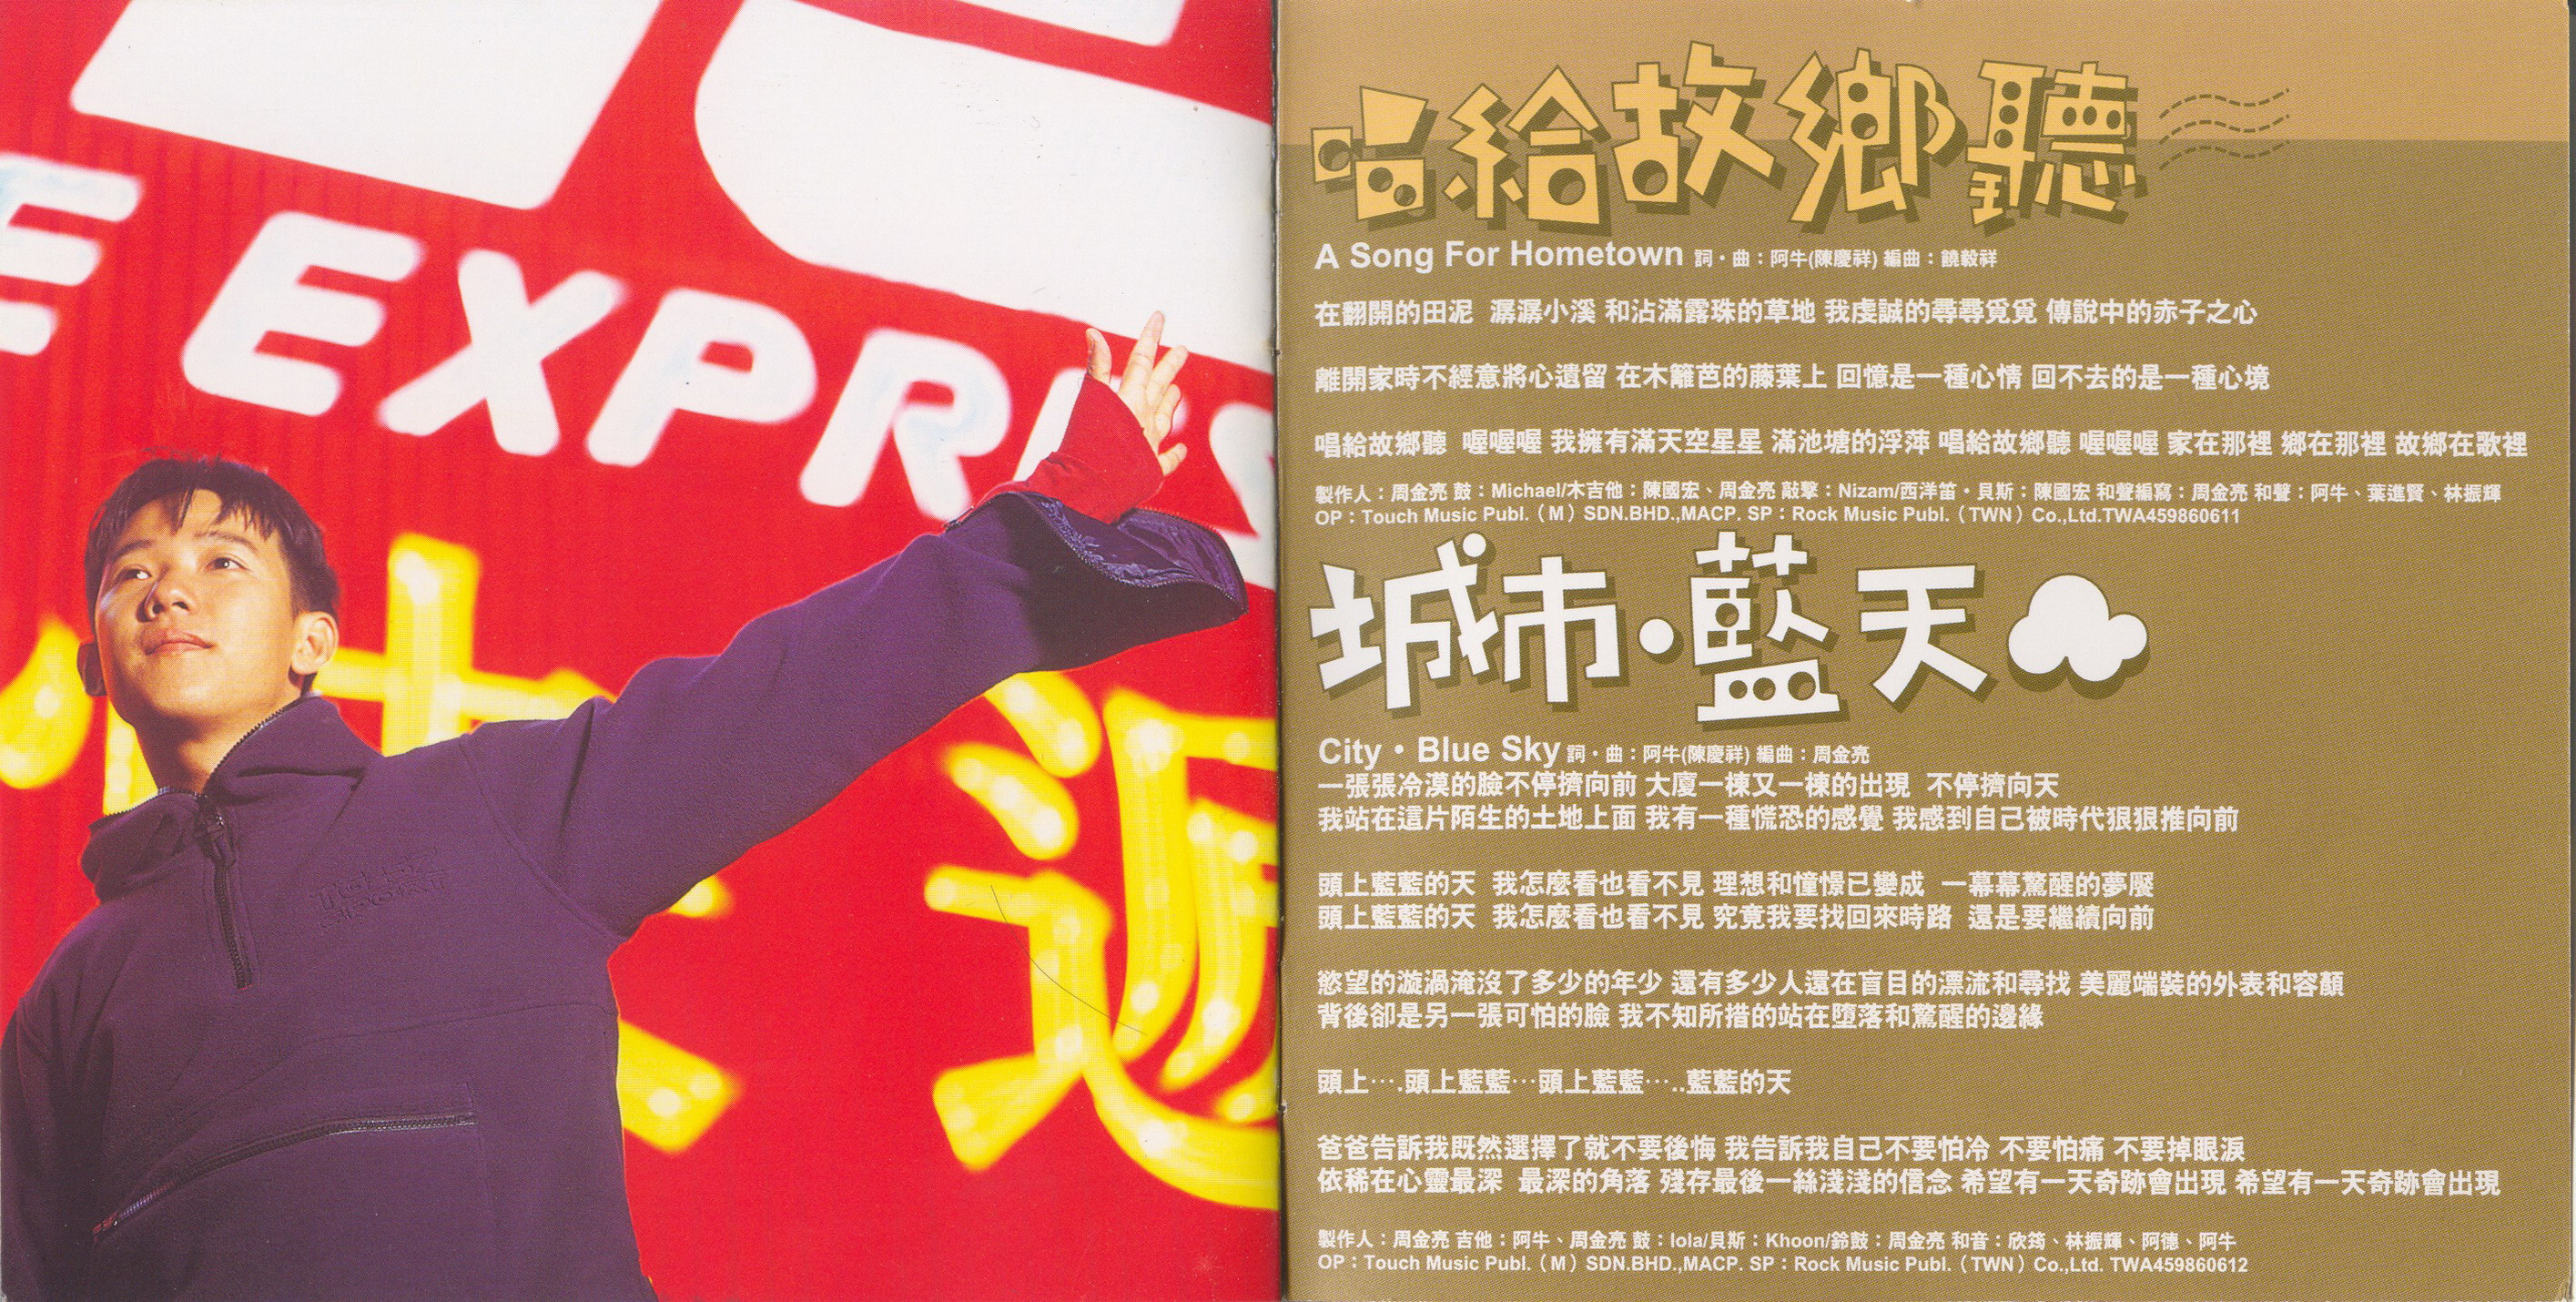 E EXPRESS
速
唱給故鄉聽
A Song For Hometown 詞・曲：阿牛(陳慶祥) 編曲：饒毅祥
在翻開的田泥 潺潺小溪 和沾滿露珠的草地 我虔誠的尋尋覓覓 傳說中的赤子之心
離開家時不經意將心遺留 在木籬芭的藤葉上 回憶是一種心情 回不去的是一種心境
唱給故鄉聽 喔喔喔 我擁有滿天空星星 滿池塘的浮萍 唱給故鄉聽 喔喔喔 家在那裡 鄉在那裡 故鄉在歌裡
製作人：周金亮 鼓：Michael/木吉他：陳國宏、周金亮 敲擊：Nizam/西洋笛・貝斯：陳國宏 和聲編寫：周金亮 和聲：阿牛、葉進賢、林振輝
OP：Touch Music Publ.（M）SDN.BHD.,MACP. SP：Rock Music Publ.（TWN）Co.,Ltd.TWA459860611
城市・藍天
City・Blue Sky 詞・曲：阿牛(陳慶祥) 編曲：周金亮
一張張冷漠的臉不停擠向前 大廈一棟又一棟的出現 不停擠向天
我站在這片陌生的土地上面 我有一種慌恐的感覺 我感到自己被時代狠狠推向前
頭上藍藍的天 我怎麼看也看不見 理想和憧憬已變成 一幕幕驚醒的夢魘
頭上藍藍的天 我怎麼看也看不見 究竟我要找回來時路 還是要繼續向前
慾望的漩渦淹沒了多少的年少 還有多少人還在盲目的漂流和尋找 美麗端裝的外表和容顏
背後卻是另一張可怕的臉 我不知所措的站在墮落和驚醒的邊緣
頭上….頭上藍藍…頭上藍藍…..藍藍的天
爸爸告訴我既然選擇了就不要後悔 我告訴我自己不要怕冷 不要怕痛 不要掉眼淚
依稀在心靈最深 最深的角落 殘存最後一絲淺淺的信念 希望有一天奇跡會出現 希望有一天奇跡會出現
製作人：周金亮 吉他：阿牛、周金亮 鼓：lola/貝斯：Khoon/鈴鼓：周金亮 和音：欣筠、林振輝、阿德、阿牛
OP：Touch Music Publ.（M）SDN.BHD.,MACP. SP：Rock Music Publ.（TWN）Co.,Ltd. TWA459860612